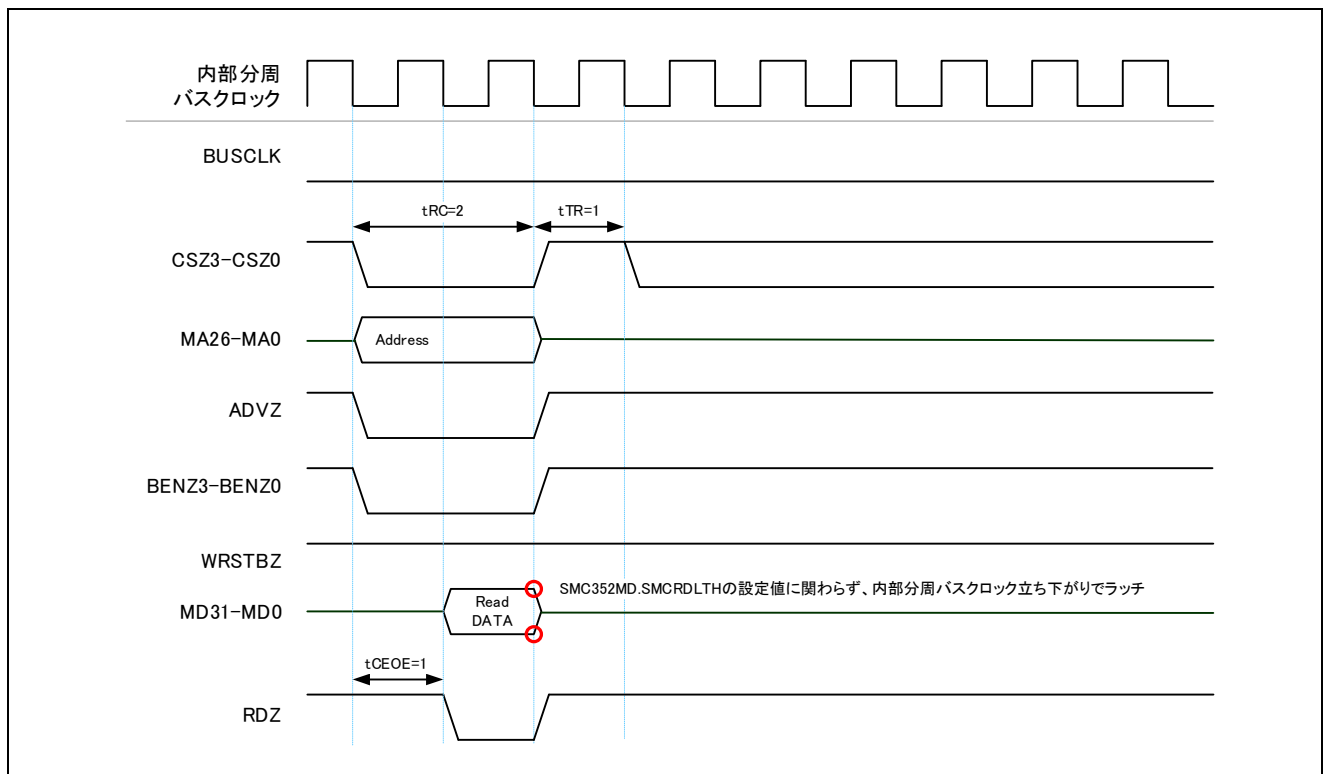 内部分周
バスクロック
BUSCLK
tRC=2
tTR=1
CSZ3-CSZ0
MA26-MA0
Address
ADVZ
BENZ3-BENZ0
WRSTBZ
SMC352MD.SMCRDLTHの設定値に関わらず、内部分周バスクロック立ち下がりでラッチ
MD31-MD0
Read
DATA
tCEOE=1
RDZ